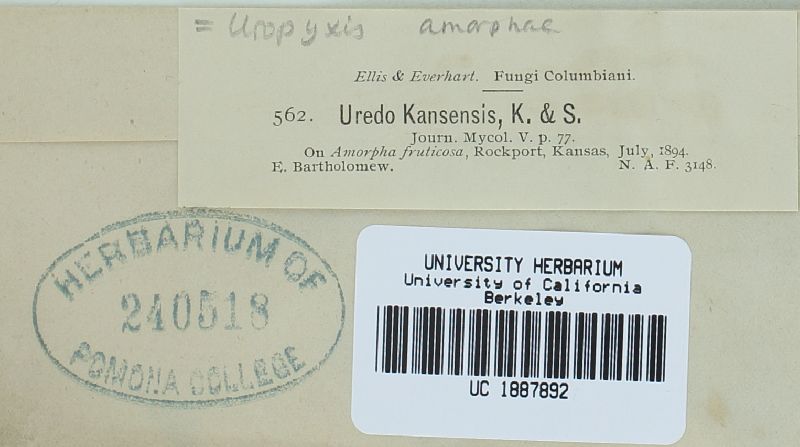 = Uropyxis amorphae
Ellis & Everhart. Fungi Columbiani.
562. Uredo Kansensis, K. & S.
Journ. Mycol. V. p. 77.
On Amorpha fruticosa, Rockport, Kansas, July, 1894.
E. Bartholomew. N. A. F. 3148.
HERBARIUM OF
240518
POMONA COLLEGE
UNIVERSITY HERBARIUM
University of California
Berkeley
UC 1887892